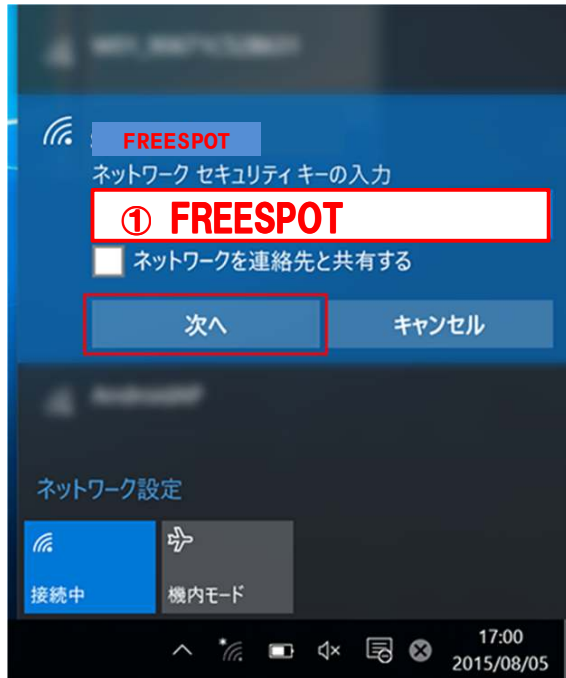 FREESPOT
ネットワーク セキュリティ キーの入力
① FREESPOT
ネットワークを連絡先と共有する
次へ キャンセル
ネットワーク設定
接続中 機内モード
17:00
2015/08/05